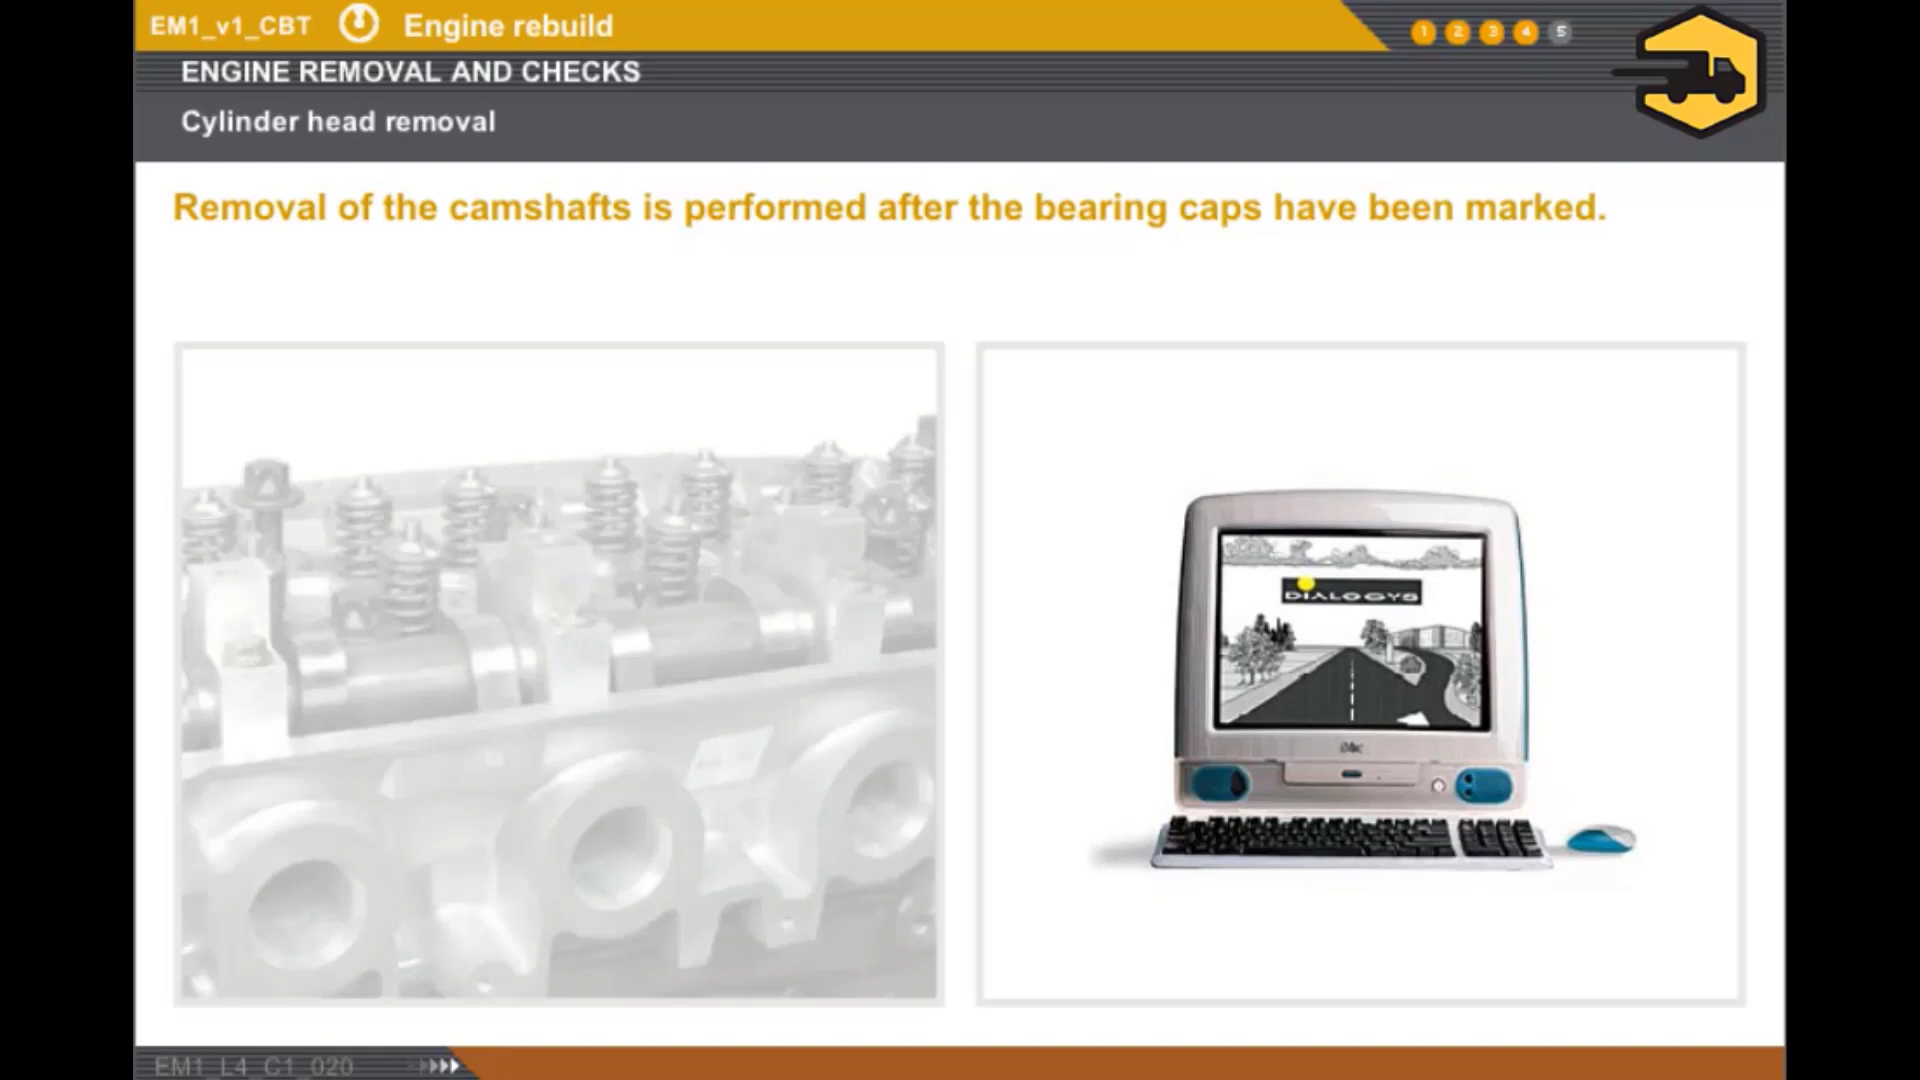 EM1_v1_CBT Engine rebuild
1 2 3 4 5
ENGINE REMOVAL AND CHECKS
Cylinder head removal
Removal of the camshafts is performed after the bearing caps have been marked.
DIALOGYS
iMac
EM1_L4_C1_020